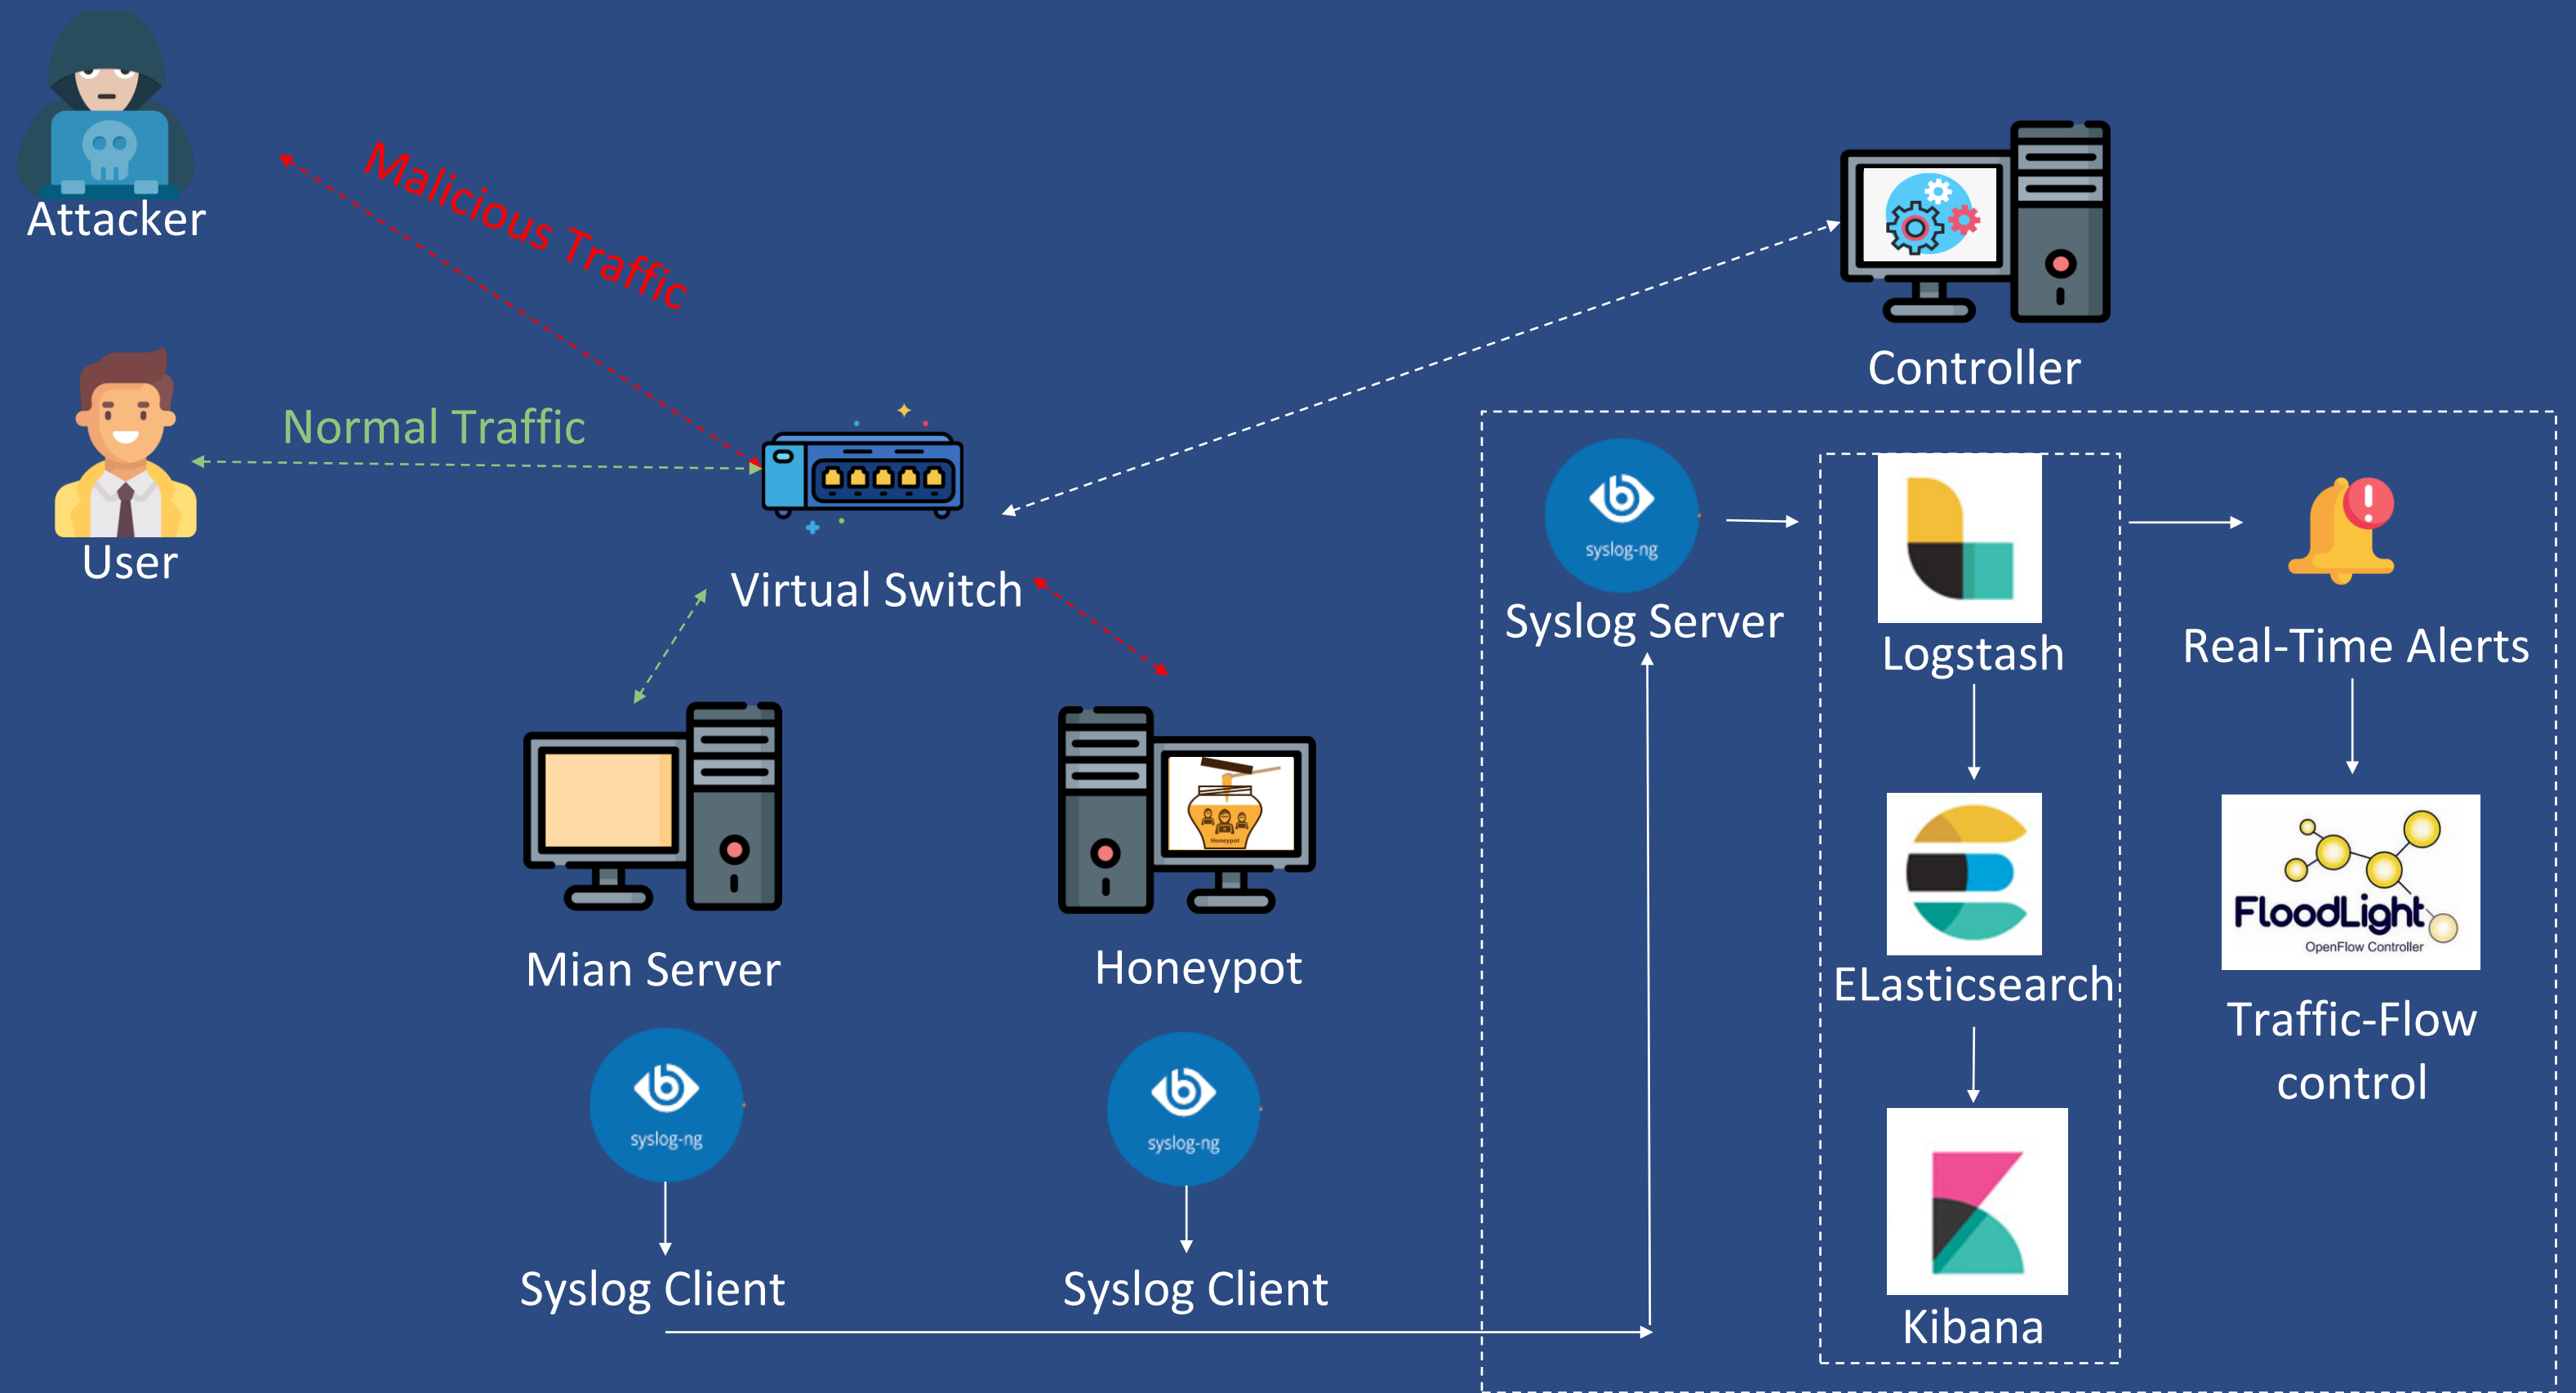 Attacker
Malicious Traffic
Controller
User
Normal Traffic
Virtual Switch
syslog-ng
Syslog Server
Logstash
Real-Time Alerts
Mian Server
Honeypot
Honeypot
ELasticsearch
FloodLight
OpenFlow Controller
Traffic-Flow
control
syslog-ng
syslog-ng
Syslog Client
Syslog Client
Kibana